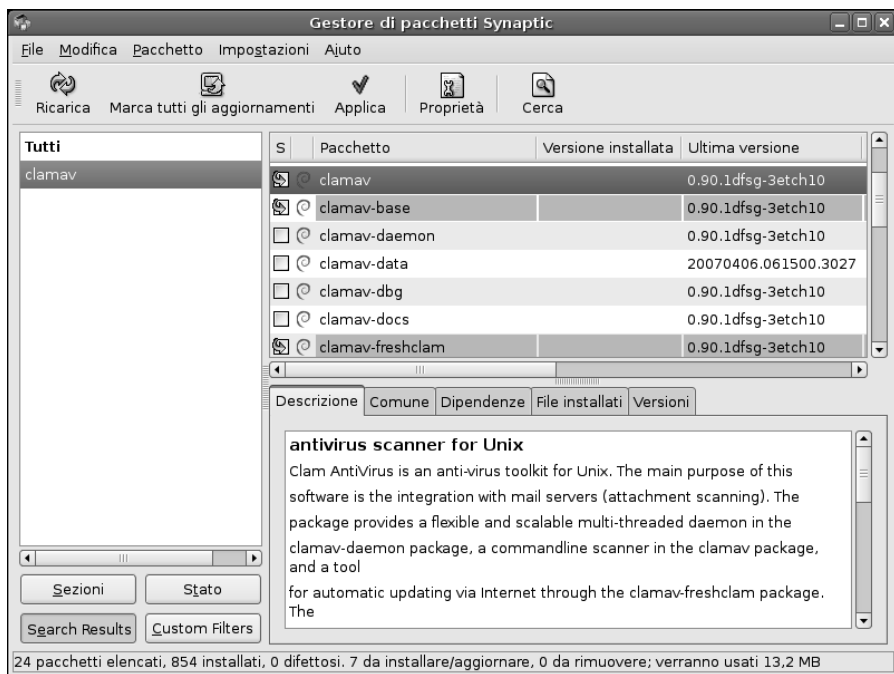 Gestore di pacchetti Synaptic
File Modifica Pacchetto Impostazioni Aiuto
Ricarica Marca tutti gli aggiornamenti Applica Proprietà Cerca
Tutti
clamav
S Pacchetto Versione installata Ultima versione
clamav 0.90.1dfsg-3etch10
clamav-base 0.90.1dfsg-3etch10
clamav-daemon 0.90.1dfsg-3etch10
clamav-data 20070406.061500.3027
clamav-dbg 0.90.1dfsg-3etch10
clamav-docs 0.90.1dfsg-3etch10
clamav-freshclam 0.90.1dfsg-3etch10
Descrizione Comune Dipendenze File installati Versioni
antivirus scanner for Unix
Clam AntiVirus is an anti-virus toolkit for Unix. The main purpose of this
software is the integration with mail servers (attachment scanning). The
package provides a flexible and scalable multi-threaded daemon in the
clamav-daemon package, a commandline scanner in the clamav package,
and a tool
for automatic updating via Internet through the clamav-freshclam package.
The
Sezioni Stato
Search Results Custom Filters
24 pacchetti elencati, 854 installati, 0 difettosi. 7 da installare/aggiornare, 0 da rimuovere; verranno usati 13,2 MB